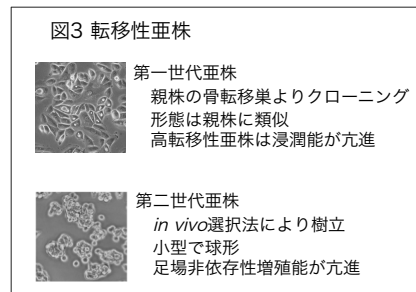 図3 転移性亜株
第一世代亜株
親株の骨転移巣よりクローニング
形態は親株に類似
高転移性亜株は浸潤能が亢進
第二世代亜株
in vivo選択法により樹立
小型で球形
足場非依存性増殖能が亢進